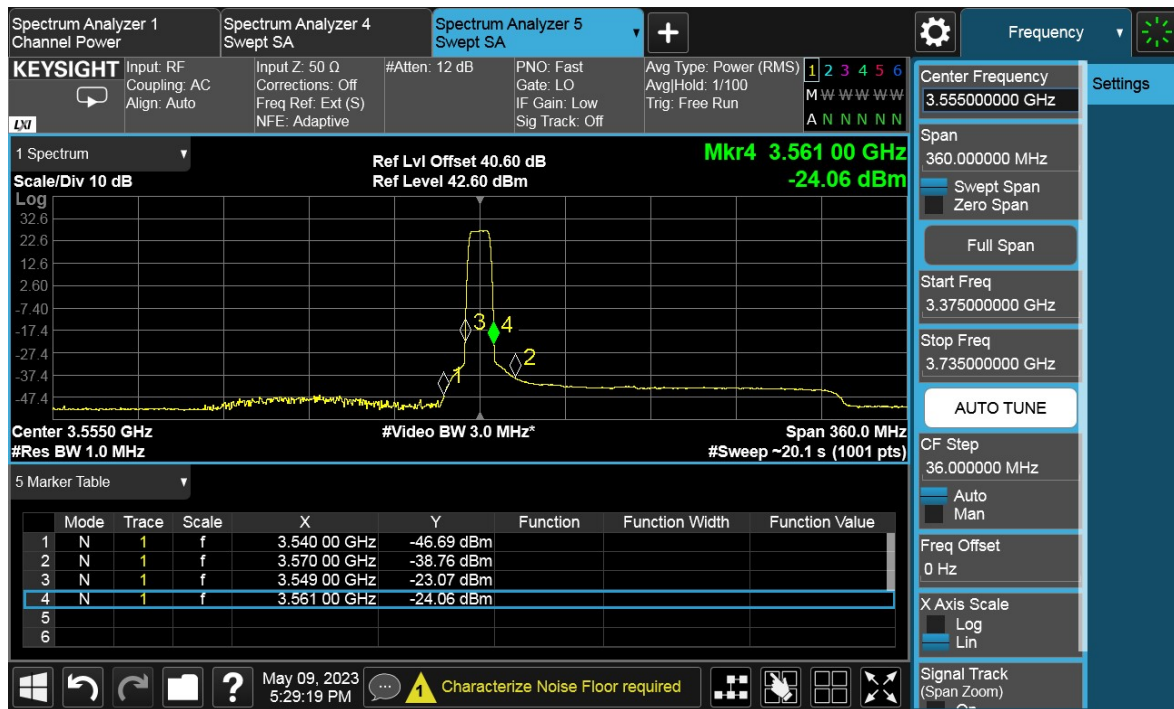 Spectrum Analyzer 1
Channel Power
Spectrum Analyzer 4
Swept SA
Spectrum Analyzer 5
Swept SA
Frequency
KEYSIGHT
LXI
Input: RF
Coupling: AC
Align: Auto
Input Z: 50 Ω
Corrections: Off
Freq Ref: Ext (S)
NFE: Adaptive
#Atten: 12 dB
PNO: Fast
Gate: LO
IF Gain: Low
Sig Track: Off
Avg Type: Power (RMS)
Avg|Hold: 1/100
Trig: Free Run
1 2 3 4 5 6
M W W W W W
A N N N N N
1 Spectrum
Scale/Div 10 dB
Ref Lvl Offset 40.60 dB
Ref Level 42.60 dBm
Mkr4 3.561 00 GHz
-24.06 dBm
Log
32.6
22.6
12.6
2.60
-7.40
-17.4
-27.4
-37.4
-47.4
3
4
2
1
Center 3.5550 GHz
#Video BW 3.0 MHz*
Span 360.0 MHz
#Res BW 1.0 MHz
#Sweep ~20.1 s (1001 pts)
5 Marker Table
Mode Trace Scale X Y Function Function Width Function Value
1 N 1 f 3.540 00 GHz -46.69 dBm
2 N 1 f 3.570 00 GHz -38.76 dBm
3 N 1 f 3.549 00 GHz -23.07 dBm
4 N 1 f 3.561 00 GHz -24.06 dBm
5
6
?
May 09, 2023
5:29:19 PM
1
Characterize Noise Floor required
Center Frequency
3.555000000 GHz
Settings
Span
360.000000 MHz
Swept Span
Zero Span
Full Span
Start Freq
3.375000000 GHz
Stop Freq
3.735000000 GHz
AUTO TUNE
CF Step
36.000000 MHz
Auto
Man
Freq Offset
0 Hz
X Axis Scale
Log
Lin
Signal Track
(Span Zoom)